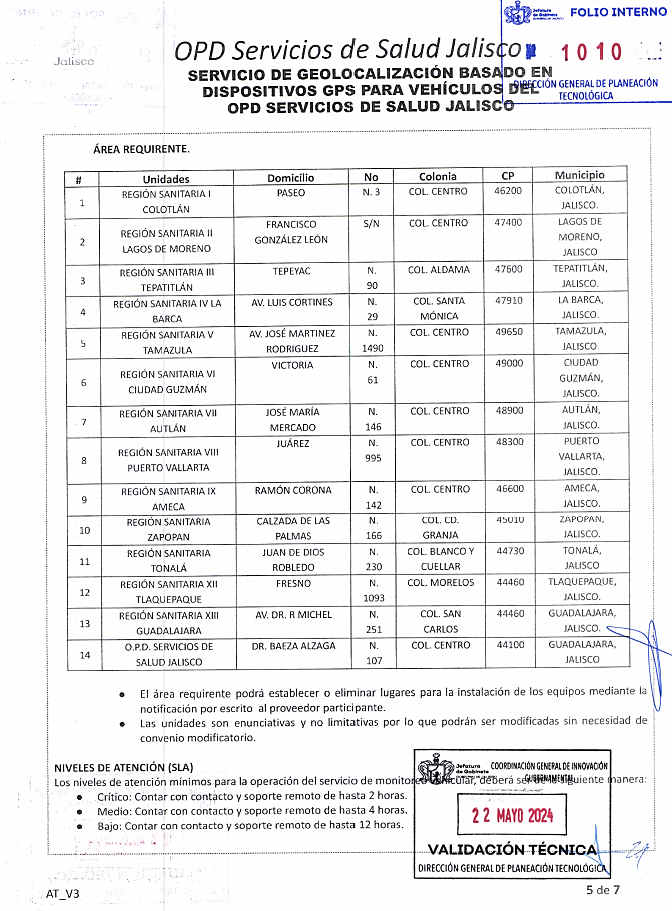 Jefatura de Gabinete
FOLIO INTERNO
Jalisco
OPD Servicios de Salud Jalisco
1010
SERVICIO DE GEOLOCALIZACIÓN BASADO EN
DIRECCIÓN GENERAL DE PLANEACIÓN
TECNOLÓGICA
DISPOSITIVOS GPS PARA VEHÍCULOS DEL
OPD SERVICIOS DE SALUD JALISCO
ÁREA REQUIRENTE.
# Unidades Domicilio No Colonia CP Municipio
1 REGIÓN SANITARIA I COLOTLÁN PASEO N. 3 COL. CENTRO 46200 COLOTLÁN, JALISCO.
2 REGIÓN SANITARIA II LAGOS DE MORENO FRANCISCO GONZÁLEZ LEÓN S/N COL. CENTRO 47400 LAGOS DE MORENO, JALISCO
3 REGIÓN SANITARIA III TEPATITLÁN TEPEYAC N. 90 COL. ALDAMA 47600 TEPATITLÁN, JALISCO.
4 REGIÓN SANITARIA IV LA BARCA AV. LUIS CORTINES N. 29 COL. SANTA MÓNICA 47910 LA BARCA, JALISCO.
5 REGIÓN SANITARIA V TAMAZULA AV. JOSÉ MARTINEZ RODRIGUEZ N. 1490 COL. CENTRO 49650 TAMAZULA, JALISCO.
6 REGIÓN SANITARIA VI CIUDAD GUZMÁN VICTORIA N. 61 COL. CENTRO 49000 CIUDAD GUZMÁN, JALISCO.
7 REGIÓN SANITARIA VII AUTLÁN JOSÉ MARÍA MERCADO N. 146 COL. CENTRO 48900 AUTLÁN, JALISCO.
8 REGIÓN SANITARIA VIII PUERTO VALLARTA JUÁREZ N. 995 COL. CENTRO 48300 PUERTO VALLARTA, JALISCO.
9 REGIÓN SANITARIA IX AMECA RAMÓN CORONA N. 142 COL. CENTRO 46600 AMECA, JALISCO.
10 REGIÓN SANITARIA ZAPOPAN CALZADA DE LAS PALMAS N. 166 COL. CD. GRANJA 45010 ZAPOPAN, JALISCO.
11 REGIÓN SANITARIA TONALÁ JUAN DE DIOS ROBLEDO N. 230 COL. BLANCO Y CUELLAR 44730 TONALÁ, JALISCO
12 REGIÓN SANITARIA XII TLAQUEPAQUE FRESNO N. 1093 COL. MORELOS 44460 TLAQUEPAQUE, JALISCO.
13 REGIÓN SANITARIA XIII GUADALAJARA AV. DR. R MICHEL N. 251 COL. SAN CARLOS 44460 GUADALAJARA, JALISCO.
14 O.P.D. SERVICIOS DE SALUD JALISCO DR. BAEZA ALZAGA N. 107 COL. CENTRO 44100 GUADALAJARA, JALISCO
● El área requirente podrá establecer o eliminar lugares para la instalación de los equipos mediante la
notificación por escrito al proveedor participante.
● Las unidades son enunciativas y no limitativas por lo que podrán ser modificadas sin necesidad de
convenio modificatorio.
NIVELES DE ATENCIÓN (SLA)
Jefatura de Gabinete
COORDINACIÓN GENERAL DE INNOVACIÓN
GUBERNAMENTAL
Los niveles de atención mínimos para la operación del servicio de monitoreo vehicular, deberá ser de la siguiente manera:
● Crítico: Contar con contacto y soporte remoto de hasta 2 horas.
● Medio: Contar con contacto y soporte remoto de hasta 4 horas.
● Bajo: Contar con contacto y soporte remoto de hasta 12 horas.
22 MAYO 2024
VALIDACIÓN TÉCNICA
DIRECCIÓN GENERAL DE PLANEACIÓN TECNOLÓGICA
AT_V3
5 de 7